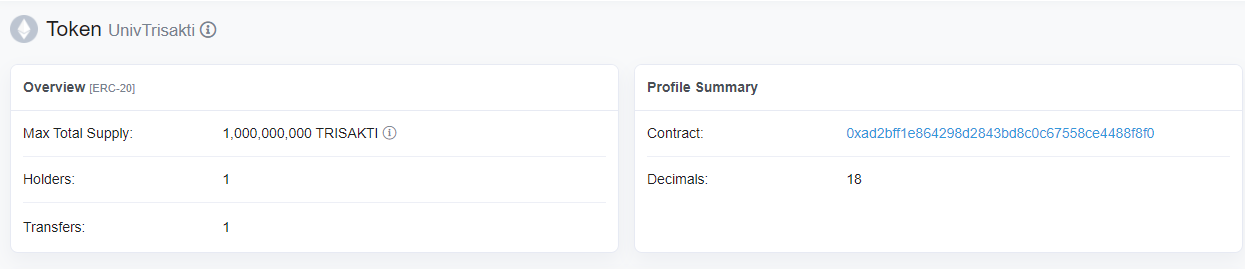 Token UnivTrisakti
Overview [ERC-20]
Max Total Supply: 1,000,000,000 TRISAKTI
Holders: 1
Transfers: 1
Profile Summary
Contract: 0xad2bff1e864298d2843bd8c0c67558ce4488f8f0
Decimals: 18